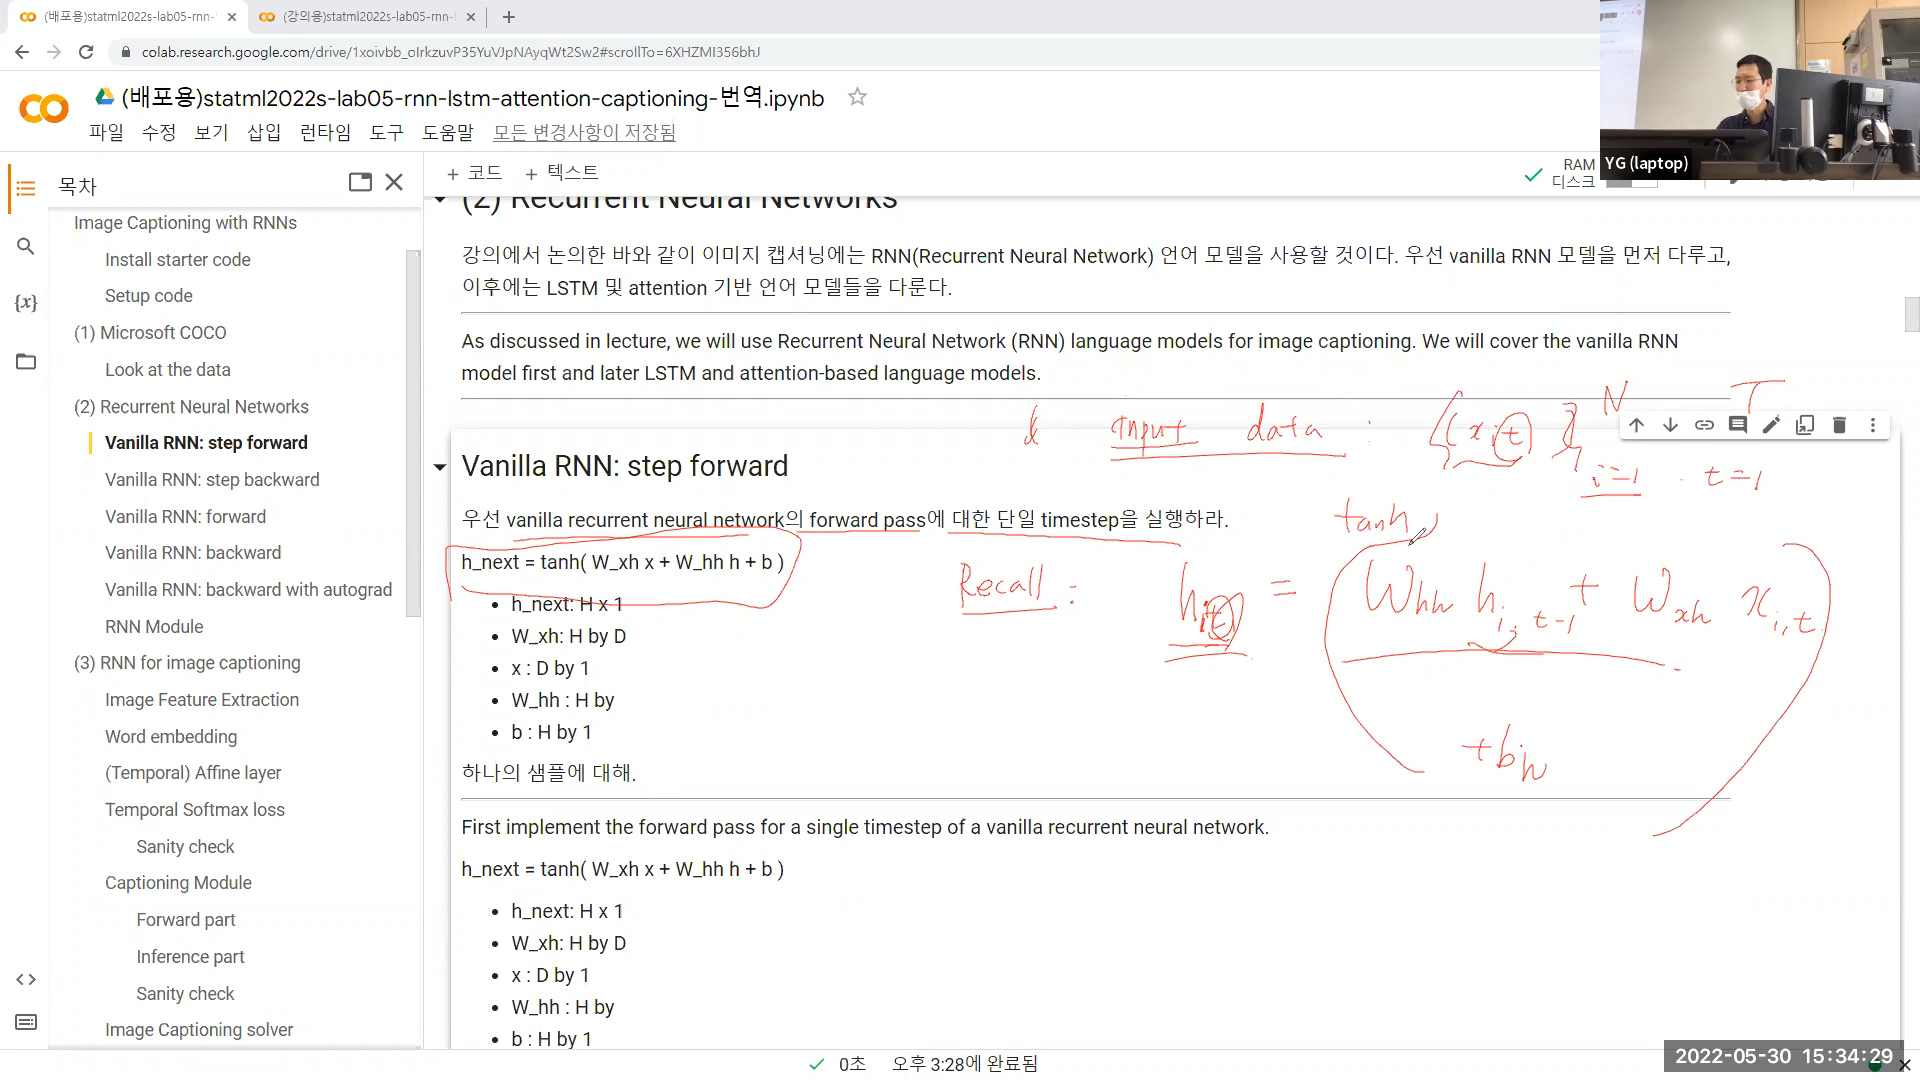 (배포용)statml2022s-lab05-rnn-
(강의용)statml2022s-lab05-rnn-l
colab.research.google.com/drive/1xoivbb_oIrkzuvP35YuVJpNAyqWt2Sw2#scrollTo=6XHZMI356bhJ
(배포용)statml2022s-lab05-rnn-lstm-attention-captioning-번역.ipynb
파일 수정 보기 삽입 런타임 도구 도움말 모든 변경사항이 저장됨
YG (laptop)
+ 코드 + 텍스트
RAM
디스크
목차
Image Captioning with RNNs
Install starter code
Setup code
(1) Microsoft COCO
Look at the data
(2) Recurrent Neural Networks
Vanilla RNN: step forward
Vanilla RNN: step backward
Vanilla RNN: forward
Vanilla RNN: backward
Vanilla RNN: backward with autograd
RNN Module
(3) RNN for image captioning
Image Feature Extraction
Word embedding
(Temporal) Affine layer
Temporal Softmax loss
Sanity check
Captioning Module
Forward part
Inference part
Sanity check
Image Captioning solver
(2) Recurrent Neural Networks
강의에서 논의한 바와 같이 이미지 캡셔닝에는 RNN(Recurrent Neural Network) 언어 모델을 사용할 것이다. 우선 vanilla RNN 모델을 먼저 다루고,
이후에는 LSTM 및 attention 기반 언어 모델들을 다룬다.
As discussed in lecture, we will use Recurrent Neural Network (RNN) language models for image captioning. We will cover the vanilla RNN
model first and later LSTM and attention-based language models.
input data : {(x_it)}^N_i=1 ^T_t=1
Vanilla RNN: step forward
우선 vanilla recurrent neural network의 forward pass에 대한 단일 timestep을 실행하라.
h_next = tanh( W_xh x + W_hh h + b )
h_next: H x 1
W_xh: H by D
x : D by 1
W_hh : H by
b : H by 1
하나의 샘플에 대해.
tanh
Recall : h_it = ( W_hh h_i,t-1 + W_xh x_i,t
+ b_h )
First implement the forward pass for a single timestep of a vanilla recurrent neural network.
h_next = tanh( W_xh x + W_hh h + b )
h_next: H x 1
W_xh: H by D
x : D by 1
W_hh : H by
b : H by 1
0초 오후 3:28에 완료됨
2022-05-30 15:34:29